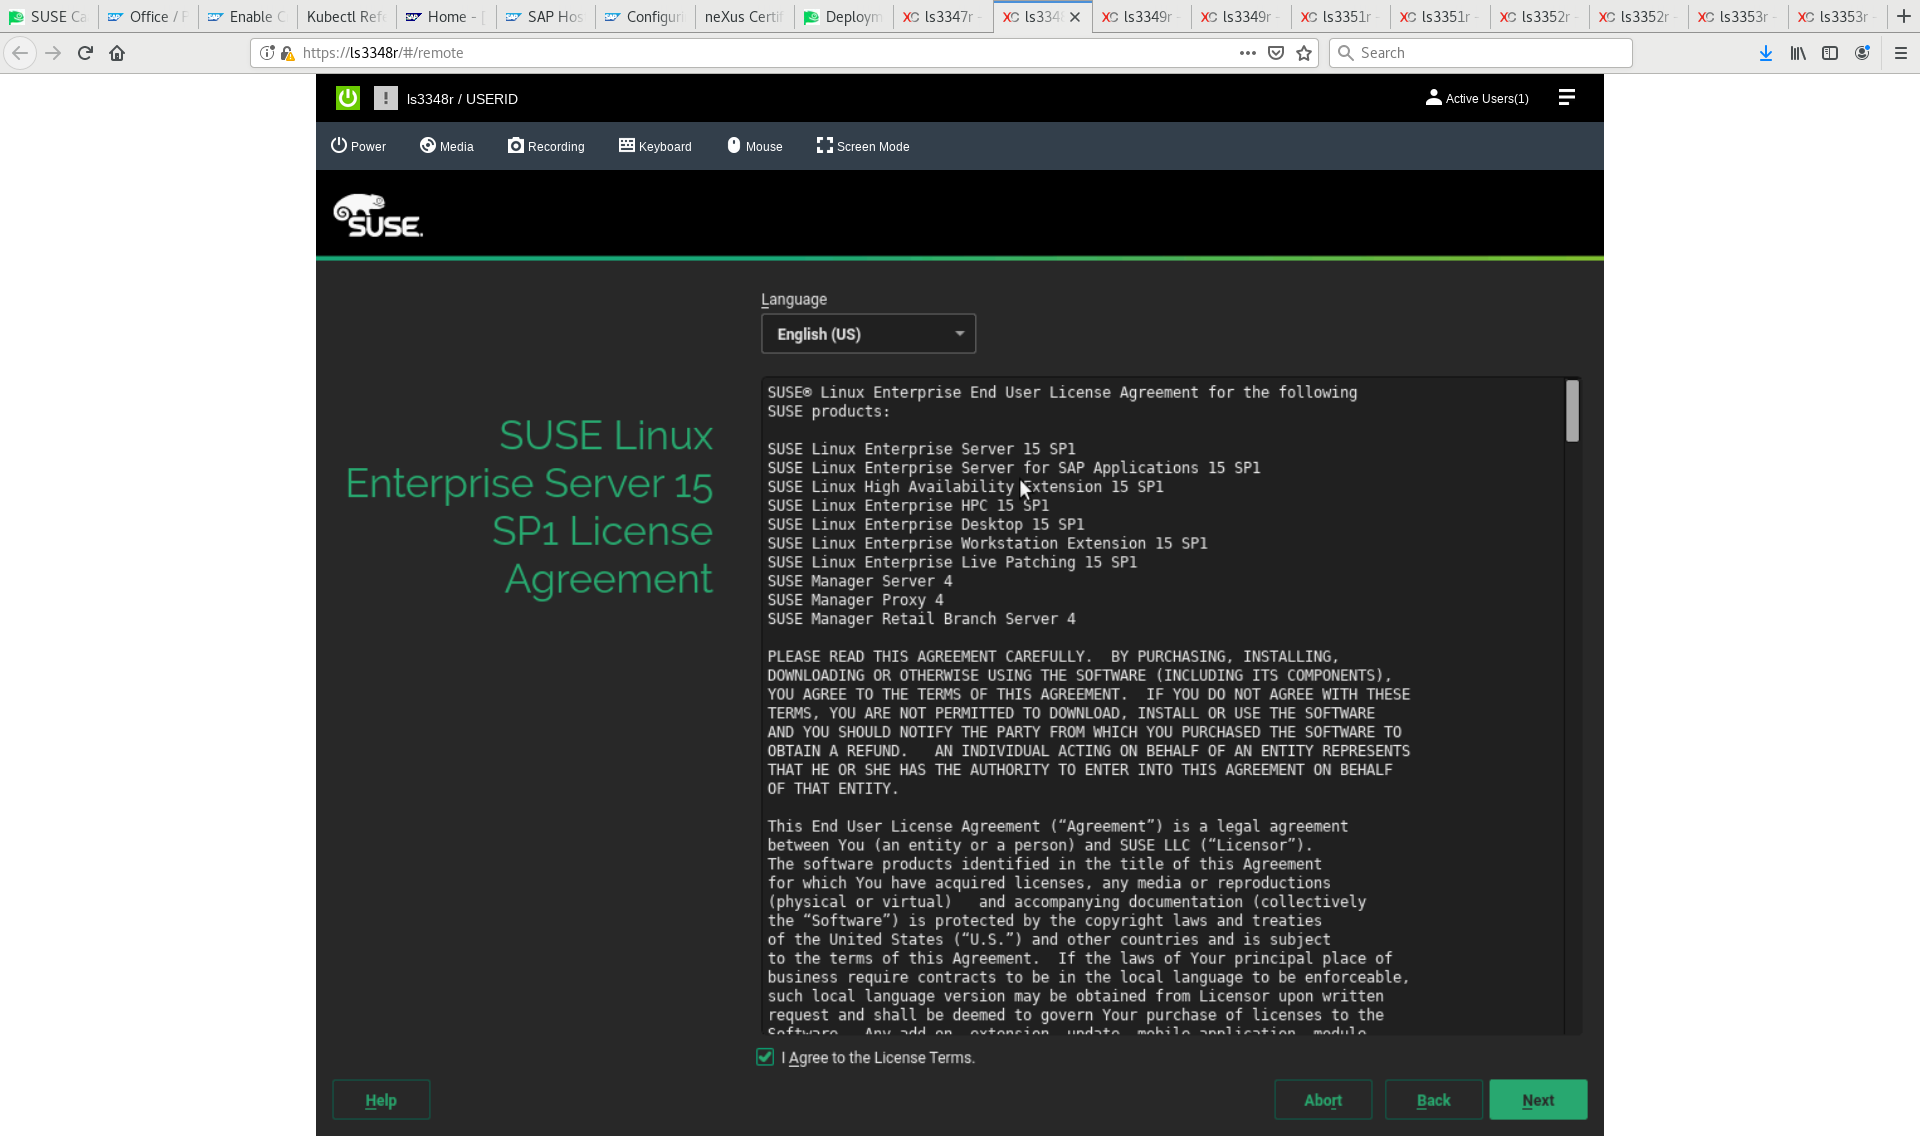 SUSE Ca
Office / F
Enable C
Kubectl Refe
Home - [
SAP Hos
Configuri
neXus Certif
Deploym
ls3347r -
ls3348
ls3349r -
ls3349r -
ls3351r -
ls3351r -
ls3352r -
ls3352r -
ls3353r -
ls3353r -
https://ls3348r/#/remote
Search
ls3348r / USERID
Active Users(1)
Power
Media
Recording
Keyboard
Mouse
Screen Mode
SUSE.
Language
English (US)
SUSE Linux
Enterprise Server 15
SP1 License
Agreement
SUSE® Linux Enterprise End User License Agreement for the following
SUSE products:
SUSE Linux Enterprise Server 15 SP1
SUSE Linux Enterprise Server for SAP Applications 15 SP1
SUSE Linux High Availability Extension 15 SP1
SUSE Linux Enterprise HPC 15 SP1
SUSE Linux Enterprise Desktop 15 SP1
SUSE Linux Enterprise Workstation Extension 15 SP1
SUSE Linux Enterprise Live Patching 15 SP1
SUSE Manager Server 4
SUSE Manager Proxy 4
SUSE Manager Retail Branch Server 4
PLEASE READ THIS AGREEMENT CAREFULLY.  BY PURCHASING, INSTALLING,
DOWNLOADING OR OTHERWISE USING THE SOFTWARE (INCLUDING ITS COMPONENTS),
YOU AGREE TO THE TERMS OF THIS AGREEMENT.  IF YOU DO NOT AGREE WITH THESE
TERMS, YOU ARE NOT PERMITTED TO DOWNLOAD, INSTALL OR USE THE SOFTWARE
AND YOU SHOULD NOTIFY THE PARTY FROM WHICH YOU PURCHASED THE SOFTWARE TO
OBTAIN A REFUND.   AN INDIVIDUAL ACTING ON BEHALF OF AN ENTITY REPRESENTS
THAT HE OR SHE HAS THE AUTHORITY TO ENTER INTO THIS AGREEMENT ON BEHALF
OF THAT ENTITY.
This End User License Agreement (“Agreement”) is a legal agreement
between You (an entity or a person) and SUSE LLC (“Licensor”).
The software products identified in the title of this Agreement
for which You have acquired licenses, any media or reproductions
(physical or virtual)   and accompanying documentation (collectively
the “Software”) is protected by the copyright laws and treaties
of the United States (“U.S.”) and other countries and is subject
to the terms of this Agreement.  If the laws of Your principal place of
business require contracts to be in the local language to be enforceable,
such local language version may be obtained from Licensor upon written
request and shall be deemed to govern Your purchase of licenses to the
Software.  Any add-on, extension, update, mobile application, module,
I Agree to the License Terms.
Help
Abort
Back
Next